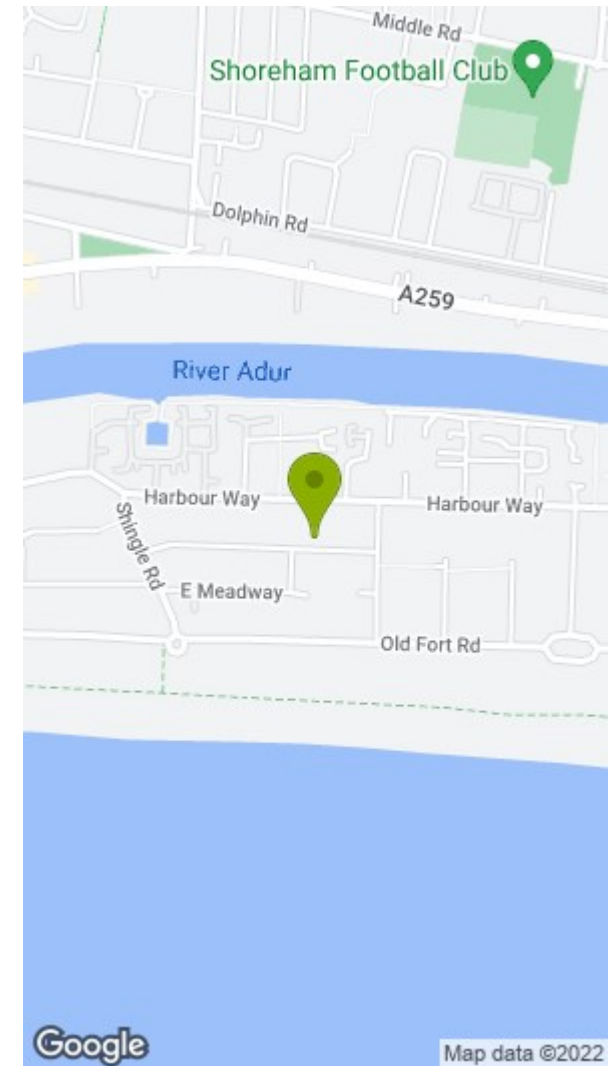 Middle Rd
Shoreham Football Club
Dolphin Rd
A259
River Adur
Harbour Way
Harbour Way
Shingle Rd
E Meadway
Old Fort Rd
Google
Map data ©2022